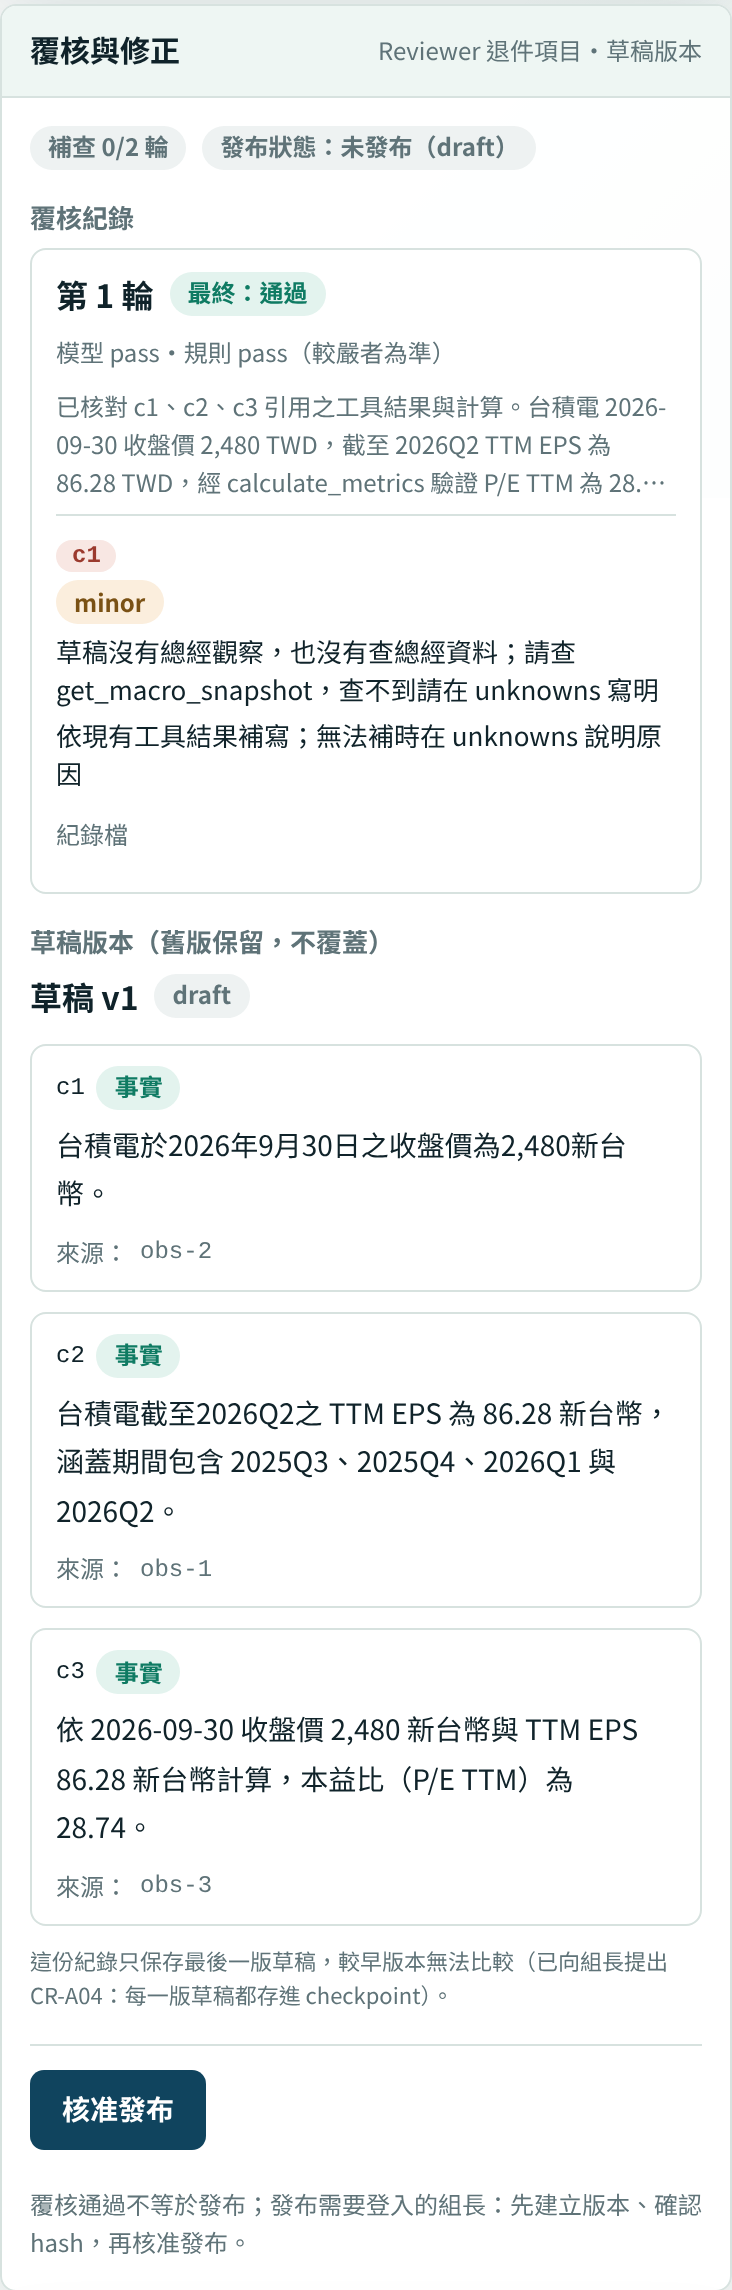 覆核與修正
Reviewer 退件項目・草稿版本
補查 0/2 輪
發布狀態：未發布（draft）
覆核紀錄
第 1 輪
最終：通過
模型 pass・規則 pass（較嚴者為準）
已核對 c1、c2、c3 引用之工具結果與計算。台積電 2026-
09-30 收盤價 2,480 TWD，截至 2026Q2 TTM EPS 為
86.28 TWD，經 calculate_metrics 驗證 P/E TTM 為 28.…
c1
minor
草稿沒有總經觀察，也沒有查總經資料；請查
get_macro_snapshot，查不到請在 unknowns 寫明
依現有工具結果補寫；無法補時在 unknowns 說明原
因
紀錄檔
草稿版本（舊版保留，不覆蓋）
草稿 v1
draft
c1
事實
台積電於2026年9月30日之收盤價為2,480新台
幣。
來源：
obs-2
c2
事實
台積電截至2026Q2之 TTM EPS 為 86.28 新台幣，
涵蓋期間包含 2025Q3、2025Q4、2026Q1 與
2026Q2。
來源：
obs-1
c3
事實
依 2026-09-30 收盤價 2,480 新台幣與 TTM EPS
86.28 新台幣計算，本益比（P/E TTM）為
28.74。
來源：
obs-3
這份紀錄只保存最後一版草稿，較早版本無法比較（已向組長提出
CR-A04：每一版草稿都存進 checkpoint）。
核准發布
覆核通過不等於發布；發布需要登入的組長：先建立版本、確認
hash，再核准發布。